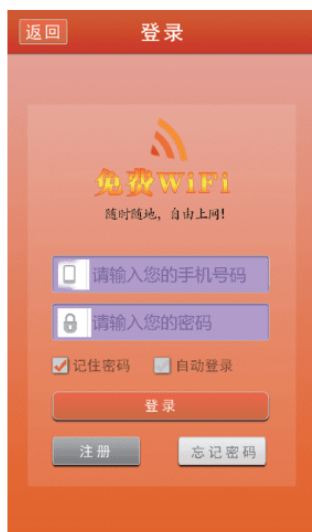 返回 登录
免费WiFi
随时随地，自由上网!
请输入您的手机号码
请输入您的密码
记住密码 自动登录
登录
注册 忘记密码